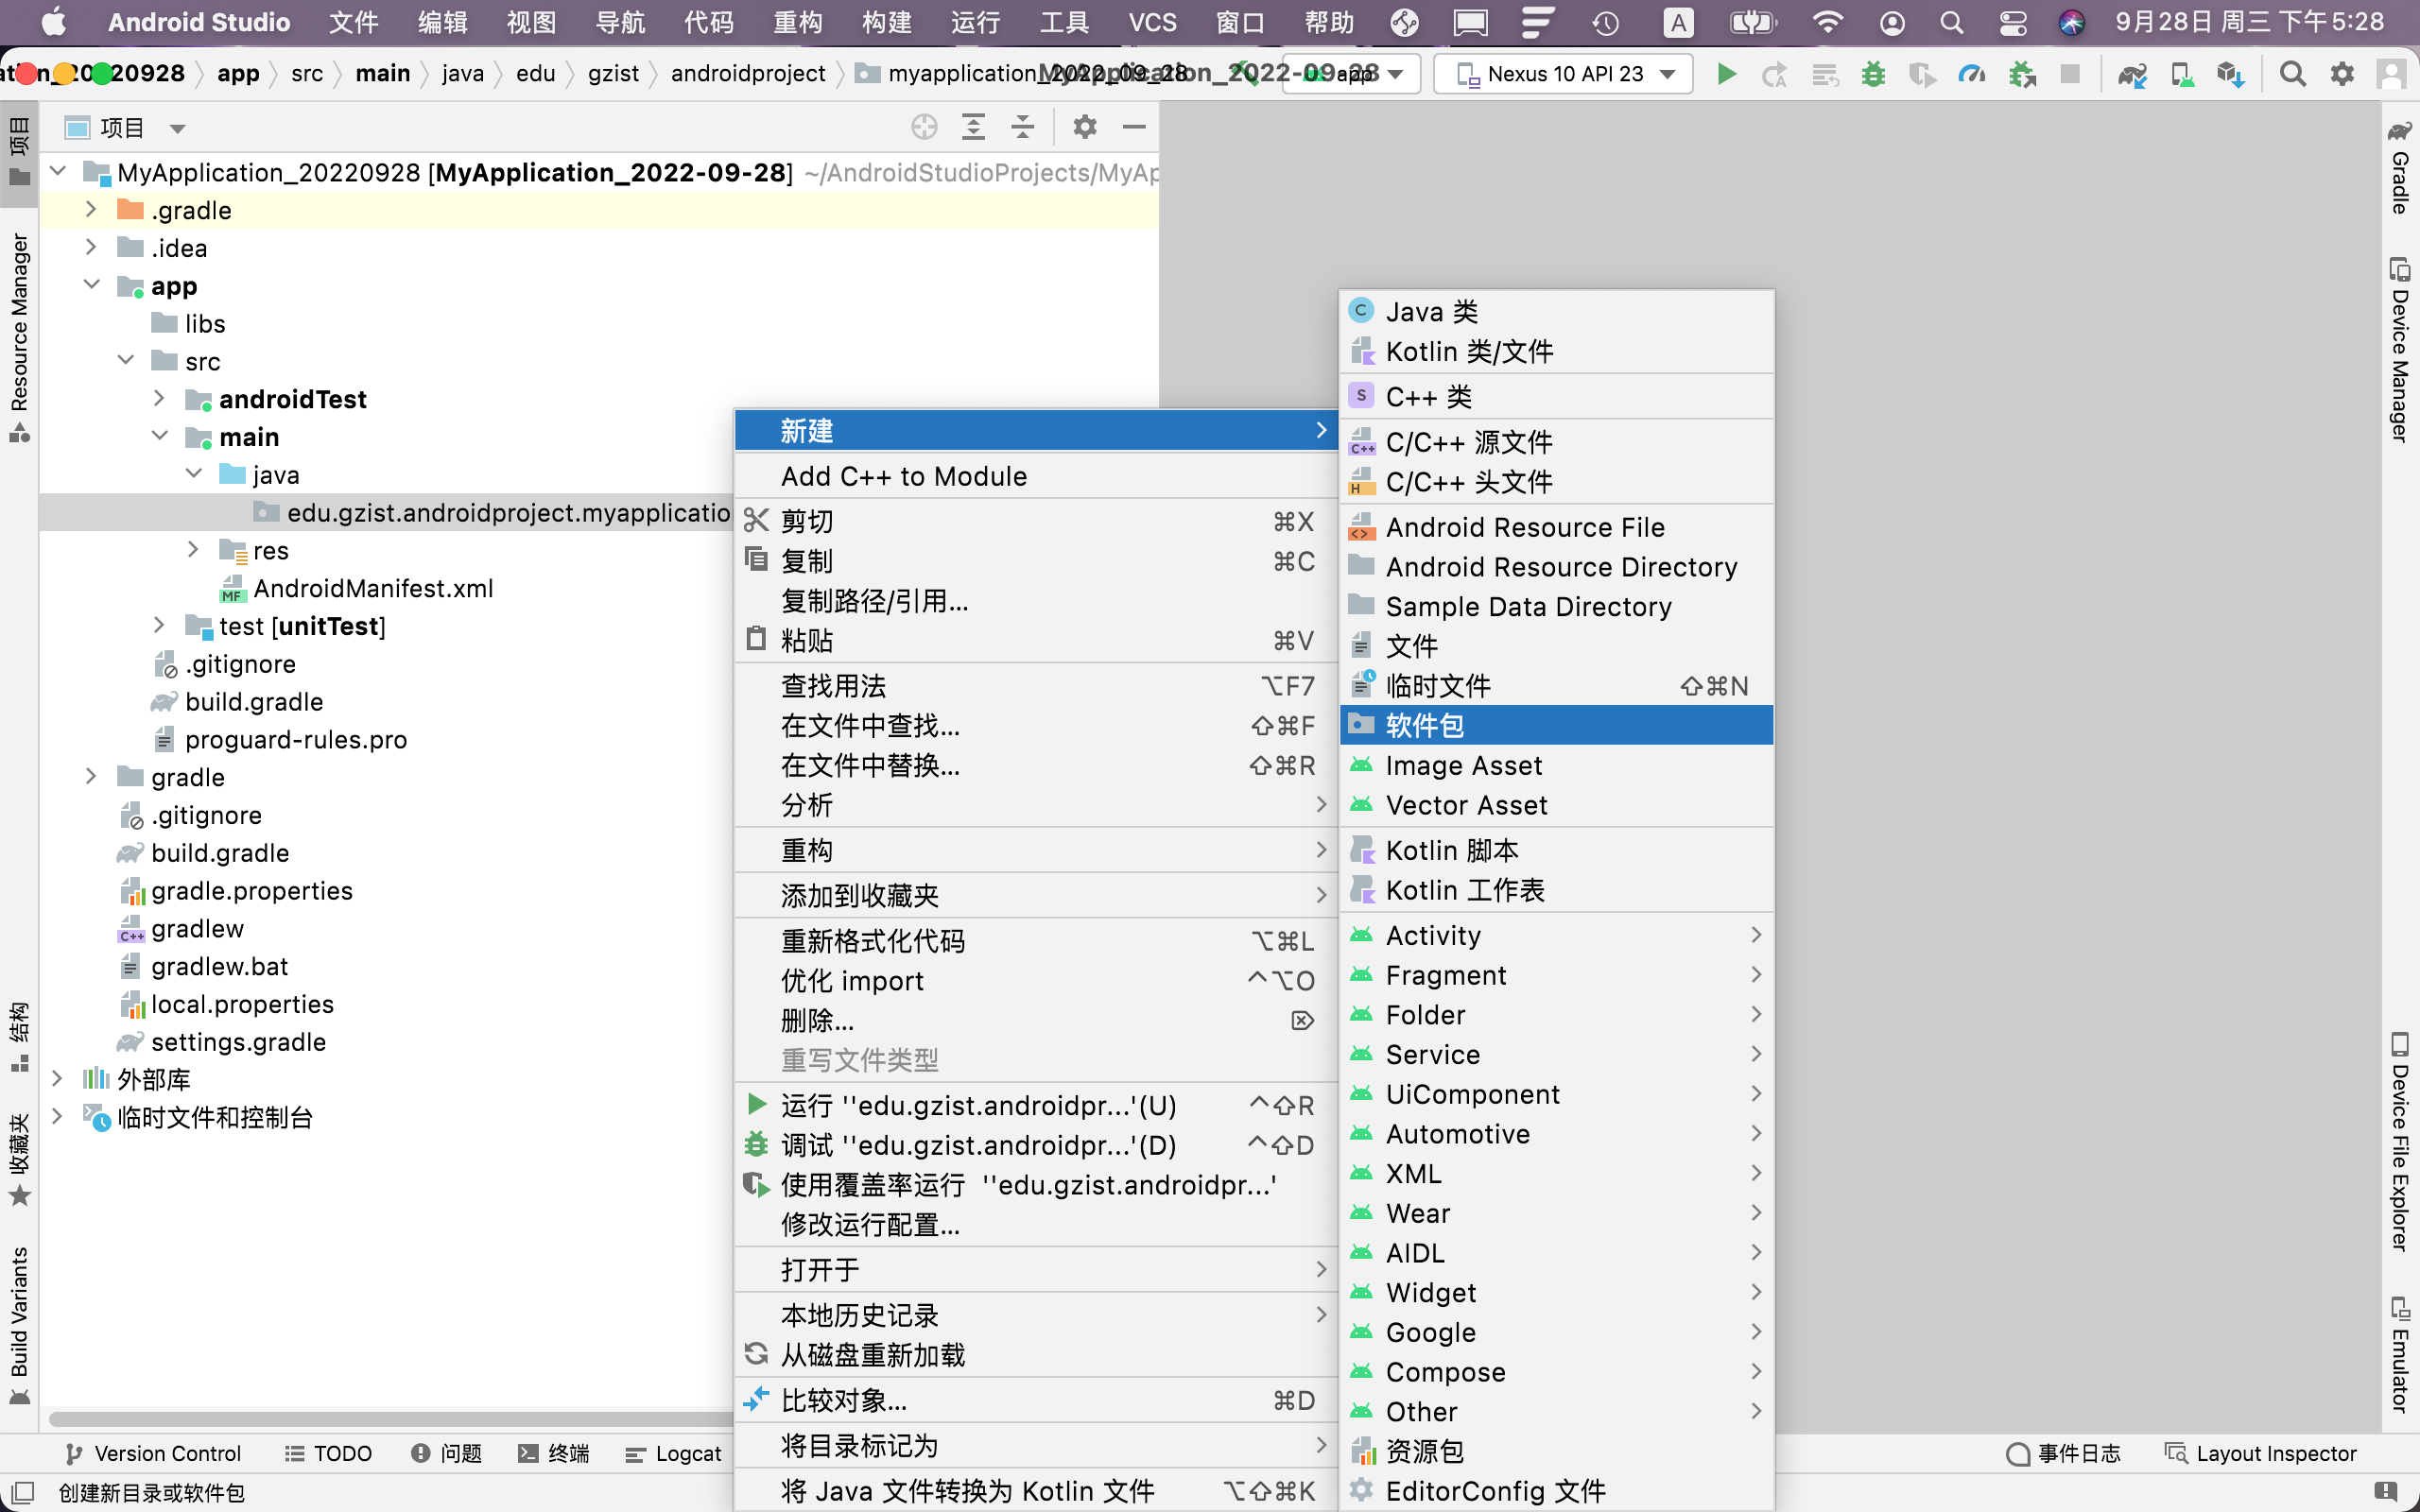 Android Studio 文件 编辑 视图 导航 代码 重构 构建 运行 工具 VCS 窗口 帮助 A 9月28日 周三 下午5:28
20928 app src main java edu gzist androidproject myapplication_2022_09_28 MyApplication_2022-09-28 app Nexus 10 API 23
项目
MyApplication_20220928 [MyApplication_2022-09-28] ~/AndroidStudioProjects/MyAp
.gradle
.idea
app
libs
src
androidTest
main
java
edu.gzist.androidproject.myapplicatio
res
AndroidManifest.xml
test [unitTest]
.gitignore
build.gradle
proguard-rules.pro
gradle
.gitignore
build.gradle
gradle.properties
gradlew
gradlew.bat
local.properties
settings.gradle
外部库
临时文件和控制台
项目
Resource Manager
结构
收藏夹
Build Variants
新建
Add C++ to Module
剪切 ⌘X
复制 ⌘C
复制路径/引用...
粘贴 ⌘V
查找用法 ⌥F7
在文件中查找... ⇧⌘F
在文件中替换... ⇧⌘R
分析
重构
添加到收藏夹
重新格式化代码 ⌥⌘L
优化 import ^⌥O
删除... ⌦
重写文件类型
运行 ''edu.gzist.androidpr...'(U) ^⇧R
调试 ''edu.gzist.androidpr...'(D) ^⇧D
使用覆盖率运行 ''edu.gzist.androidpr...'
修改运行配置...
打开于
本地历史记录
从磁盘重新加载
比较对象... ⌘D
将目录标记为
将 Java 文件转换为 Kotlin 文件 ⌥⇧⌘K
Java 类
Kotlin 类/文件
C++ 类
C/C++ 源文件
C/C++ 头文件
Android Resource File
Android Resource Directory
Sample Data Directory
文件
临时文件 ⇧⌘N
软件包
Image Asset
Vector Asset
Kotlin 脚本
Kotlin 工作表
Activity
Fragment
Folder
Service
UiComponent
Automotive
XML
Wear
AIDL
Widget
Google
Compose
Other
资源包
EditorConfig 文件
Gradle
Device Manager
Device File Explorer
Emulator
Version Control TODO 问题 终端 Logcat 事件日志 Layout Inspector
创建新目录或软件包